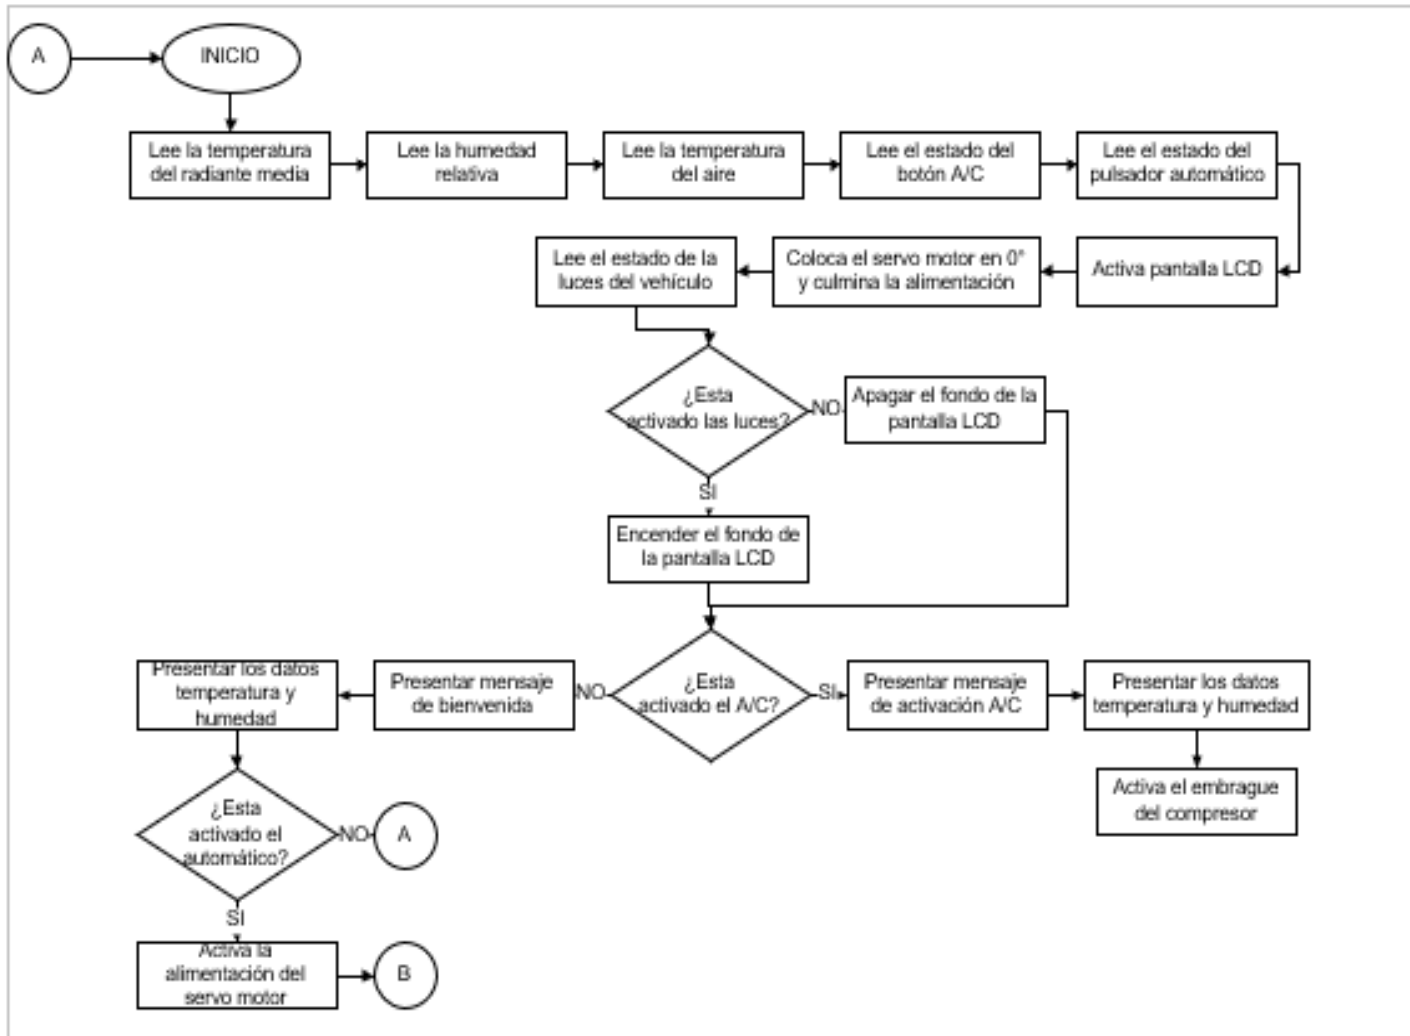 A
INICIO
Lee la temperatura
del radiante media
Lee la humedad
relativa
Lee la temperatura
del aire
Lee el estado del
botón A/C
Lee el estado del
pulsador automático
Lee el estado de la
luces del vehículo
Coloca el servo motor en 0°
y culmina la alimentación
Activa pantalla LCD
¿Esta
activado las luces?
NO
Apagar el fondo de la
pantalla LCD
SI
Encender el fondo de
la pantalla LCD
Presentar los datos
temperatura y
humedad
Presentar mensaje
de bienvenida
NO
¿Esta
activado el A/C?
SI
Presentar mensaje
de activación A/C
Presentar los datos
temperatura y humedad
Activa el embrague
del compresor
¿Esta
activado el
automático?
NO
A
SI
Activa la
alimentación del
servo motor
B